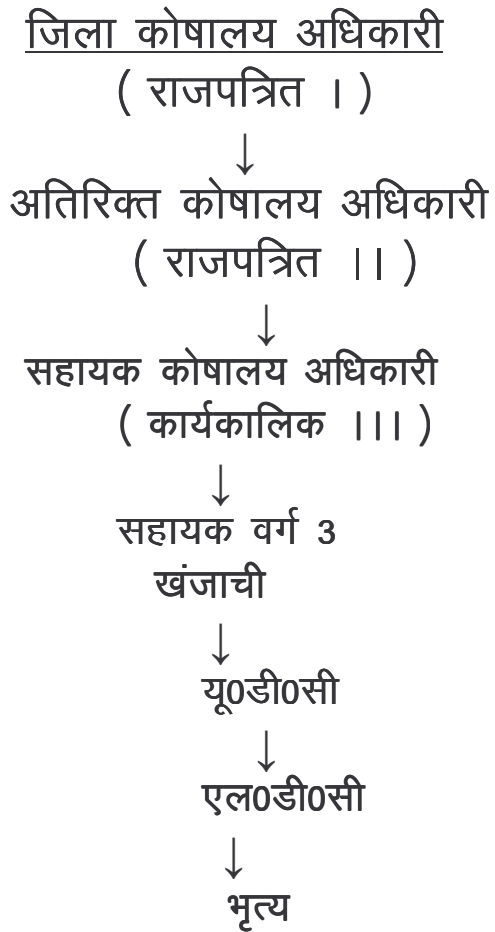 जिला कोषालय अधिकारी
( राजपत्रित । )
↓
अतिरिक्त कोषालय अधिकारी
( राजपत्रित ।। )
↓
सहायक कोषालय अधिकारी
( कार्यकालिक ।।। )
↓
सहायक वर्ग 3
खंजाची
↓
यू0डी0सी
↓
एल0डी0सी
↓
भृत्य